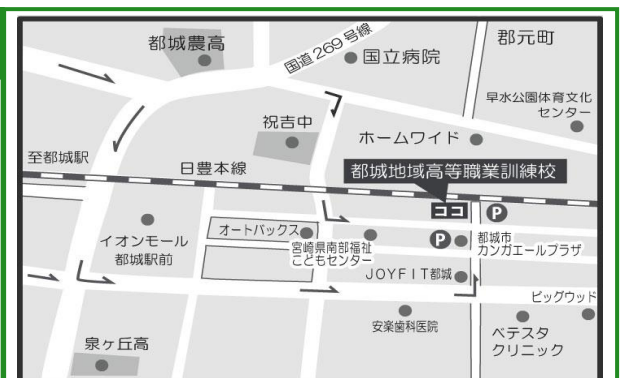 都城農高
国道269号線
国立病院
郡元町
早水公園体育文化
センター
祝吉中
ホームワイド
至都城駅
日豊本線
都城地域高等職業訓練校
ココ
P
イオンモール
都城駅前
オートバックス
宮崎県南部福祉
こどもセンター
P
都城市
カンガエールプラザ
JOYFIT都城
ビッグウッド
安楽歯科医院
ベテスタ
クリニック
泉ヶ丘高